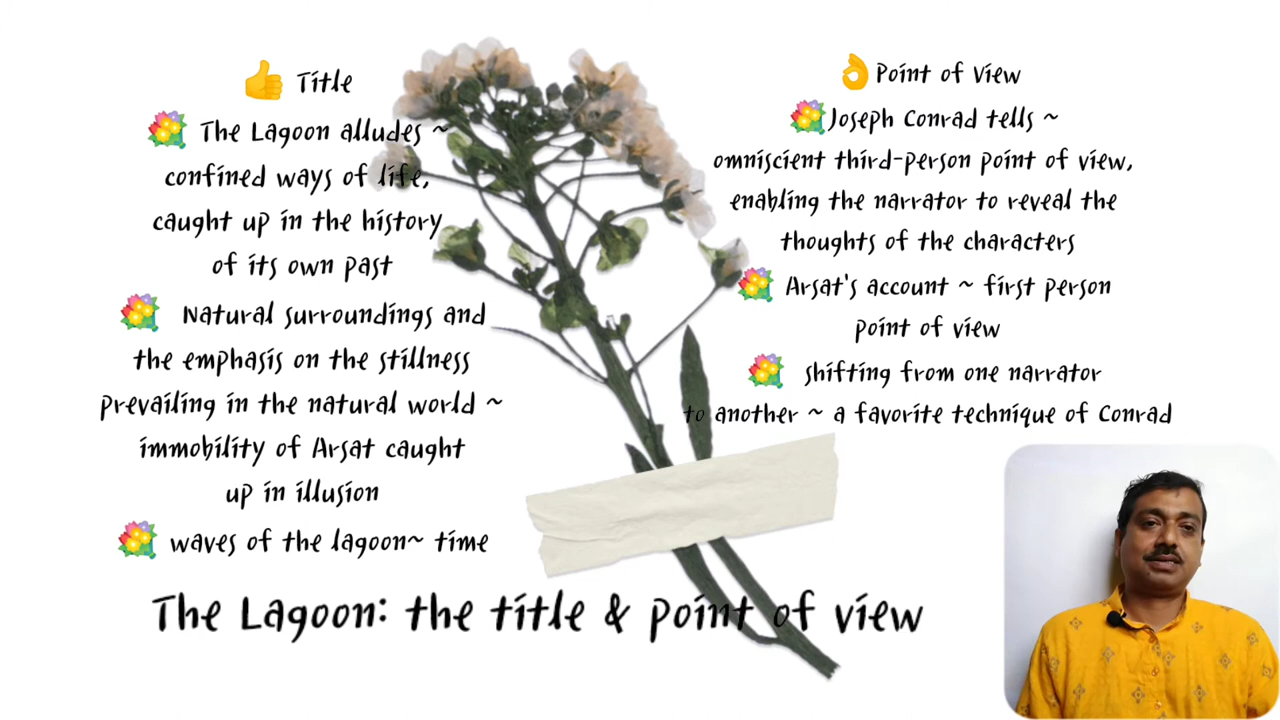 Title
The Lagoon alludes ~
confined ways of life,
caught up in the history
of its own past
Natural surroundings and
the emphasis on the stillness
prevailing in the natural world ~
immobility of Arsat caught
up in illusion
waves of the lagoon~ time
Point of View
Joseph Conrad tells ~
omniscient third-person point of view,
enabling the narrator to reveal the
thoughts of the characters
Arsat's account ~ first person
point of view
shifting from one narrator
to another ~ a favorite technique of Conrad
The Lagoon: the title & point of view